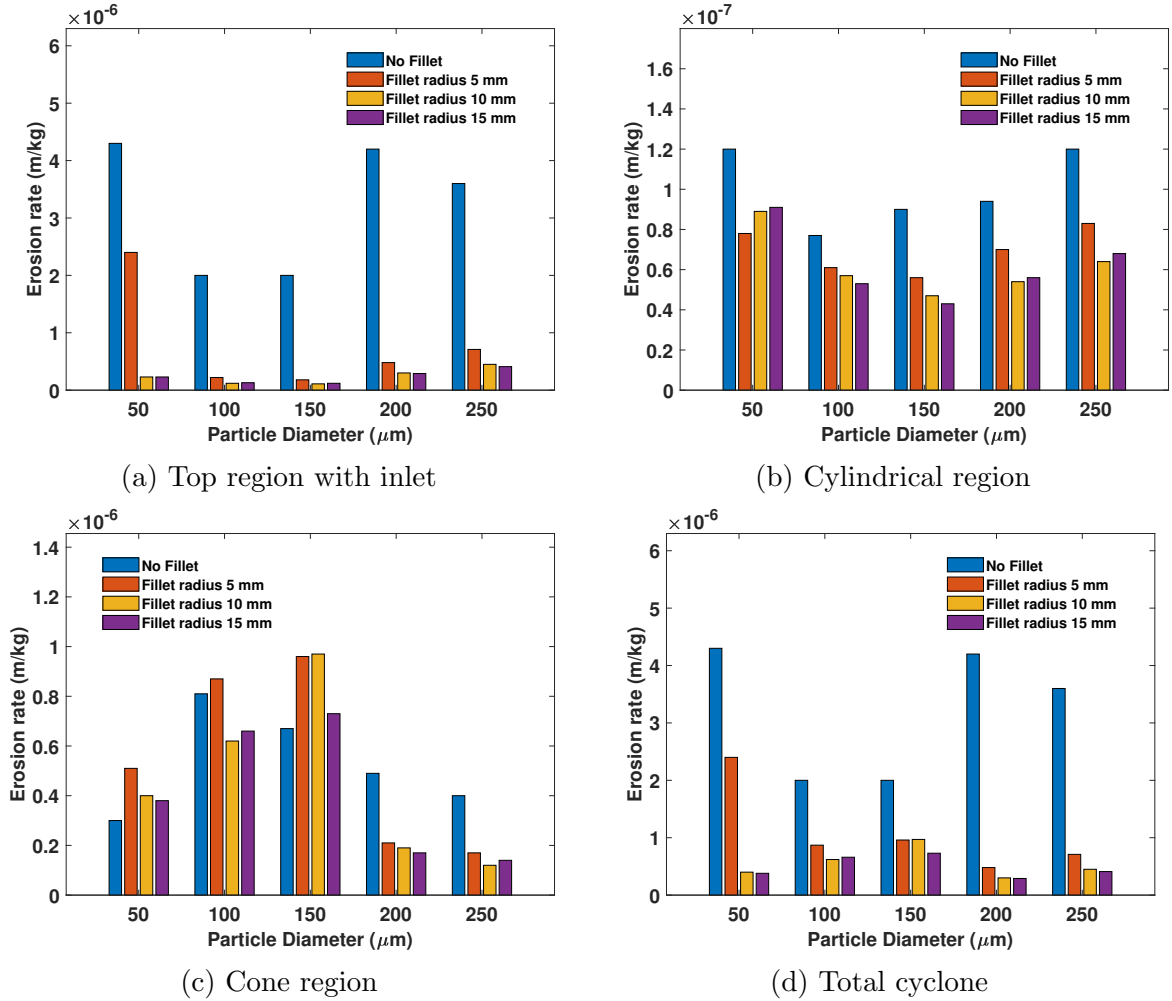 ×10-6
6
5
4
3
2
1
0
Erosion rate (m/kg)
No Fillet
Fillet radius 5 mm
Fillet radius 10 mm
Fillet radius 15 mm
50 100 150 200 250
Particle Diameter (μm)
(a) Top region with inlet
×10-7
1.6
1.4
1.2
1
0.8
0.6
0.4
0.2
0
Erosion rate (m/kg)
No Fillet
Fillet radius 5 mm
Fillet radius 10 mm
Fillet radius 15 mm
50 100 150 200 250
Particle Diameter (μm)
(b) Cylindrical region
×10-6
1.4
1.2
1
0.8
0.6
0.4
0.2
0
Erosion rate (m/kg)
No Fillet
Fillet radius 5 mm
Fillet radius 10 mm
Fillet radius 15 mm
50 100 150 200 250
Particle Diameter (μm)
(c) Cone region
×10-6
6
5
4
3
2
1
0
Erosion rate (m/kg)
No Fillet
Fillet radius 5 mm
Fillet radius 10 mm
Fillet radius 15 mm
50 100 150 200 250
Particle Diameter (μm)
(d) Total cyclone